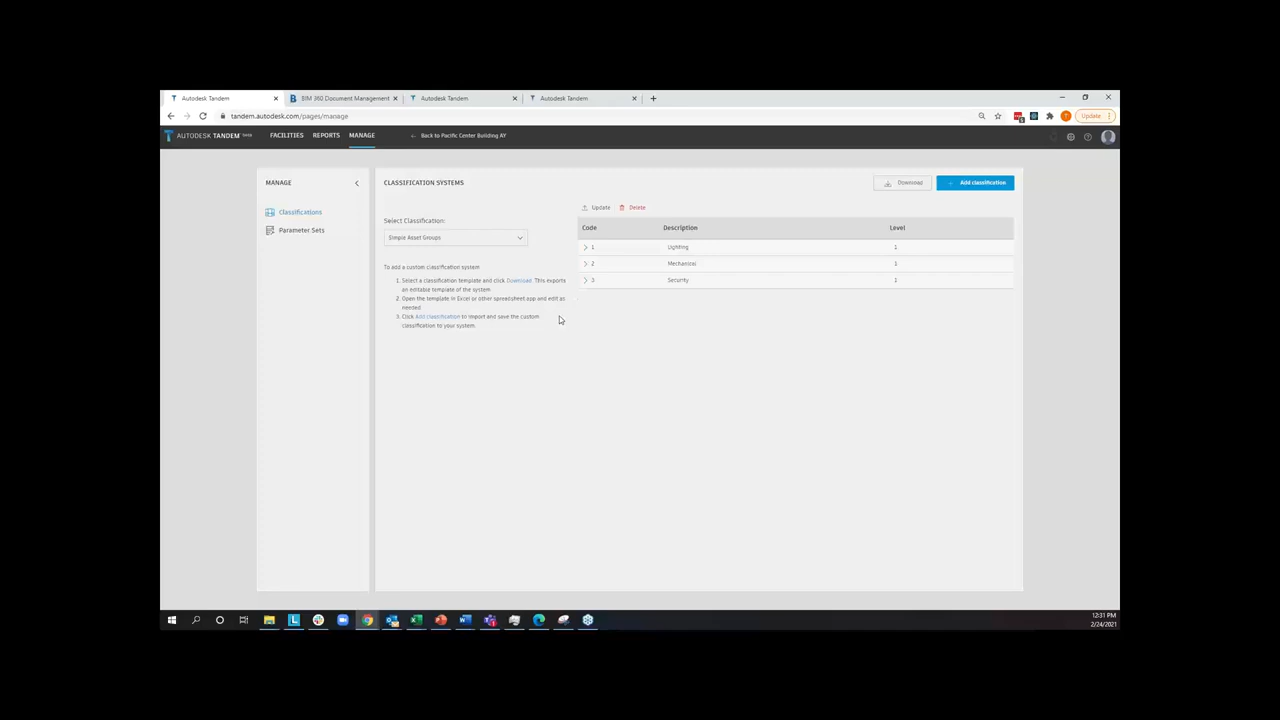 Autodesk Tandem
BIM 360 Document Management
Autodesk Tandem
Autodesk Tandem
tandem.autodesk.com/pages/manage
Update
AUTODESK TANDEM
FACILITIES
REPORTS
MANAGE
Back to Pacific Center Building AY
MANAGE
Classifications
Parameter Sets
CLASSIFICATION SYSTEMS
Download
Add classification
Select Classification:
Simple Asset Groups
To add a custom classification system
1. Select a classification template and click Download. This exports
an editable template of the system
2. Open the template in Excel or other spreadsheet app and edit as
needed.
3. Click Add classification to import and save the custom
classification to your system.
Update
Delete
Code Description Level
1 Lighting 1
2 Mechanical 1
3 Security 1
12:31 PM
2/24/2021